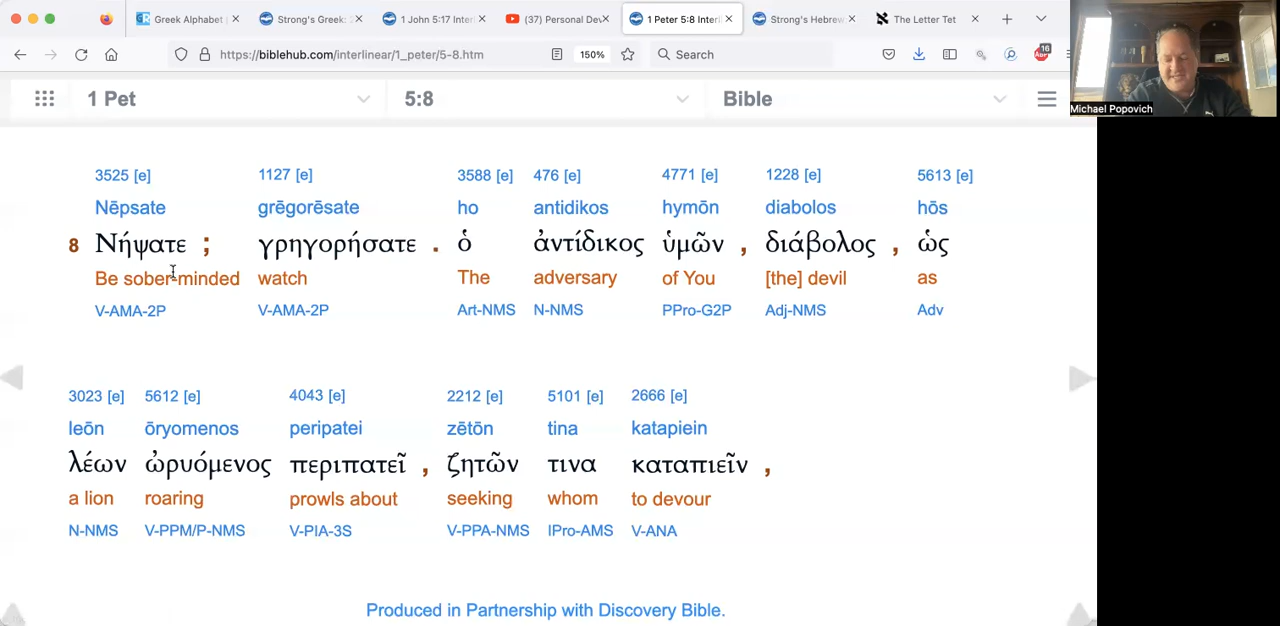 Greek Alphabet |
Strong's Greek:
1 John 5:17 Inter
(37) Personal Dev
1 Peter 5:8 Interli
Strong's Hebrew
The Letter Tet
https://biblehub.com/interlinear/1_peter/5-8.htm
150%
Search
16
Michael Popovich
1 Pet
5:8
Bible
3525 [e] 1127 [e] 3588 [e] 476 [e] 4771 [e] 1228 [e] 5613 [e]
Nēpsate grēgorēsate ho antidikos hymōn diabolos hōs
8 Νήψατε ; γρηγορήσατε . ὁ ἀντίδικος ὑμῶν , διάβολος , ὡς
Be sober-minded watch The adversary of You [the] devil as
V-AMA-2P V-AMA-2P Art-NMS N-NMS PPro-G2P Adj-NMS Adv
3023 [e] 5612 [e] 4043 [e] 2212 [e] 5101 [e] 2666 [e]
leōn ōryomenos peripatei zētōn tina katapiein
λέων ὠρυόμενος περιπατεῖ , ζητῶν τινα καταπιεῖν ,
a lion roaring prowls about seeking whom to devour
N-NMS V-PPM/P-NMS V-PIA-3S V-PPA-NMS IPro-AMS V-ANA
Produced in Partnership with Discovery Bible.